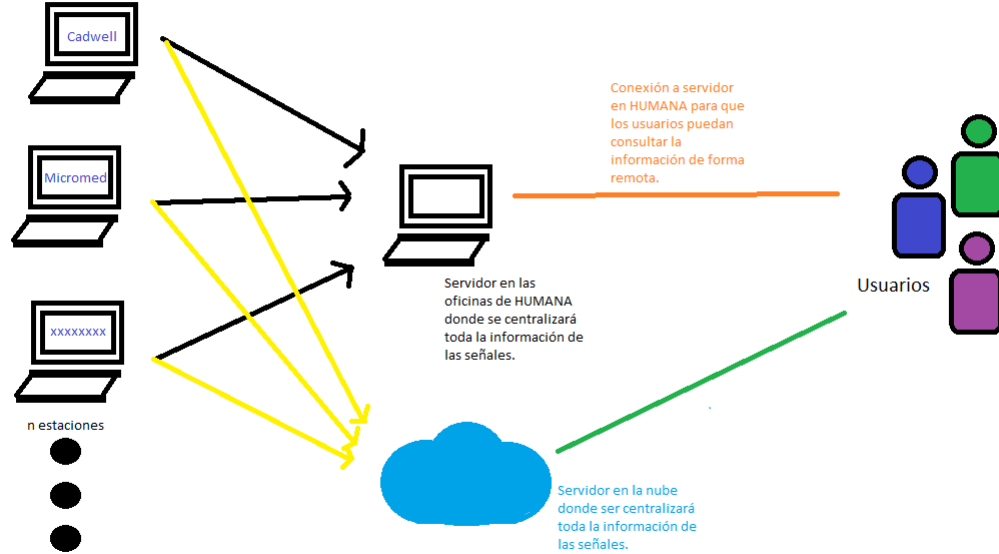 Cadwell
Micromed
xxxxxxxx
n estaciones
Servidor en las
oficinas de HUMANA
donde se centralizará
toda la información de
las señales.
Conexión a servidor
en HUMANA para que
los usuarios puedan
consultar la
información de forma
remota.
Usuarios
Servidor en la nube
donde ser centralizará
toda la información de
las señales.